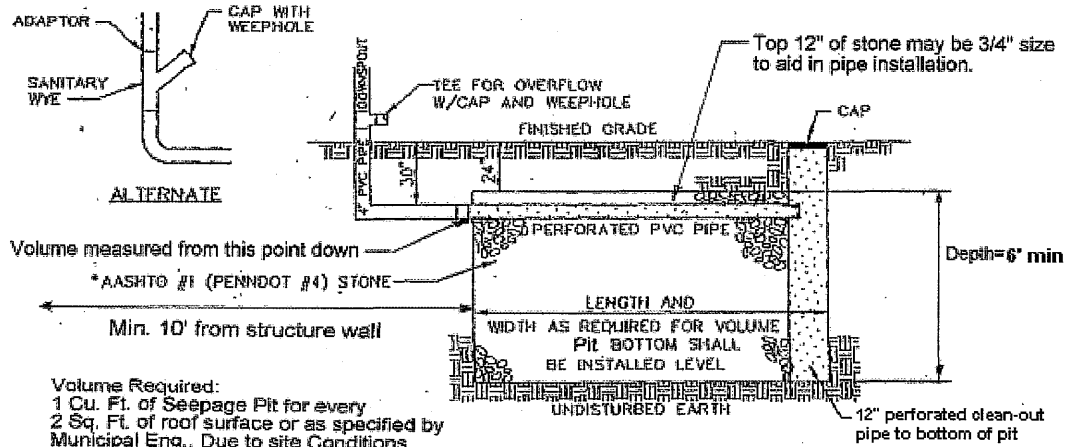 ADAPTOR
CAP WITH
WEEPHOLE
SANITARY
WYE
ALTERNATE
DOWNSPOUT
4" PVC PIPE
TEE FOR OVERFLOW
W/CAP AND WEEPHOLE
FINISHED GRADE
Top 12" of stone may be 3/4" size
to aid in pipe installation.
CAP
30"
24"
PERFORATED PVC PIPE
Volume measured from this point down
*AASHTO #1 (PENNDOT #4) STONE
Depth=6' min
Min. 10' from structure wall
LENGTH AND
WIDTH AS REQUIRED FOR VOLUME
Pit BOTTOM SHALL
BE INSTALLED LEVEL
UNDISTURBED EARTH
12" perforated clean-out
pipe to bottom of pit
Volume Required:
1 Cu. Ft. of Seepage Pit for every
2 Sq. Ft. of roof surface or as specified by
Municipal Eng., Due to site Conditions